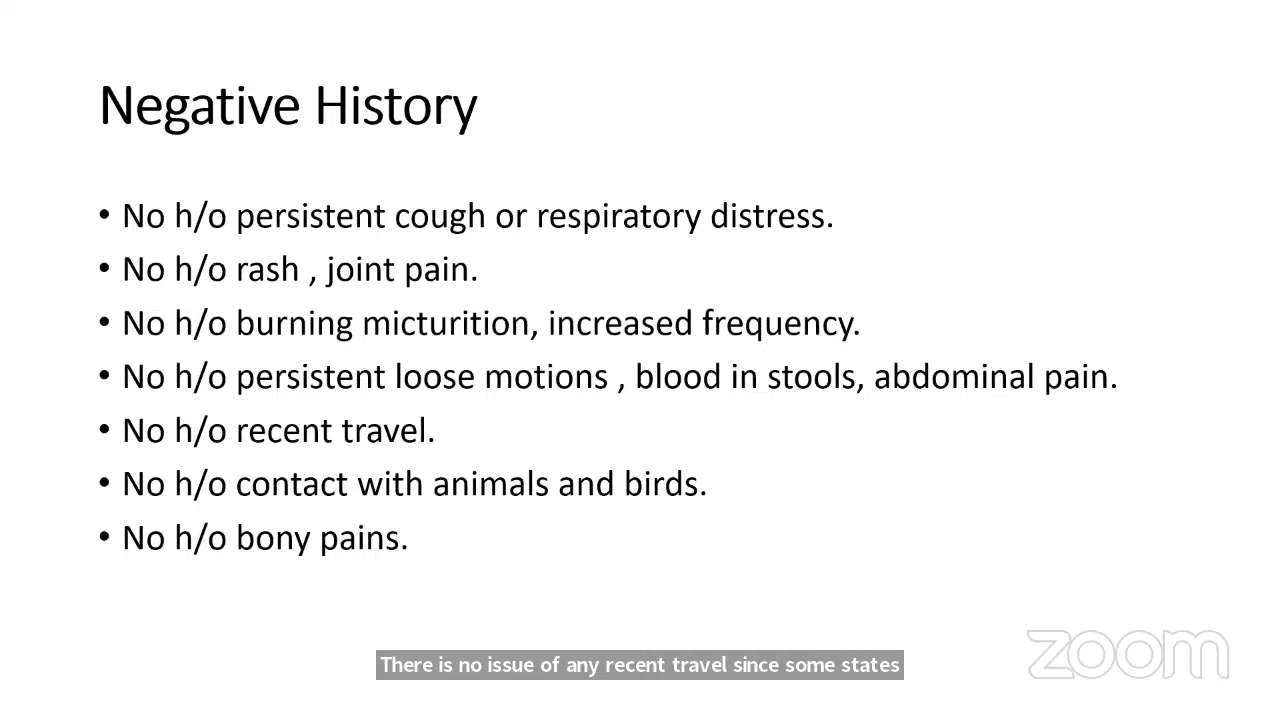 Negative History
• No h/o persistent cough or respiratory distress.
• No h/o rash , joint pain.
• No h/o burning micturition, increased frequency.
• No h/o persistent loose motions , blood in stools, abdominal pain.
• No h/o recent travel.
• No h/o contact with animals and birds.
• No h/o bony pains.
zoom
There is no issue of any recent travel since some states